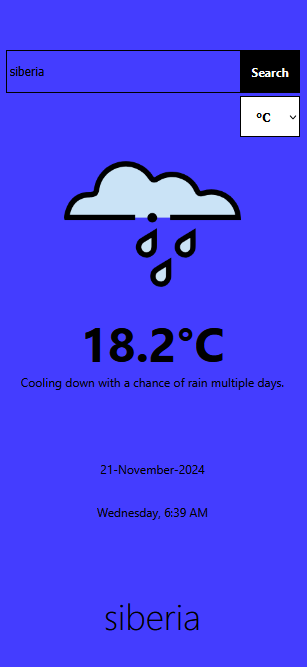 siberia
Search
°C
18.2°C
Cooling down with a chance of rain multiple days.
21-November-2024
Wednesday, 6:39 AM
siberia